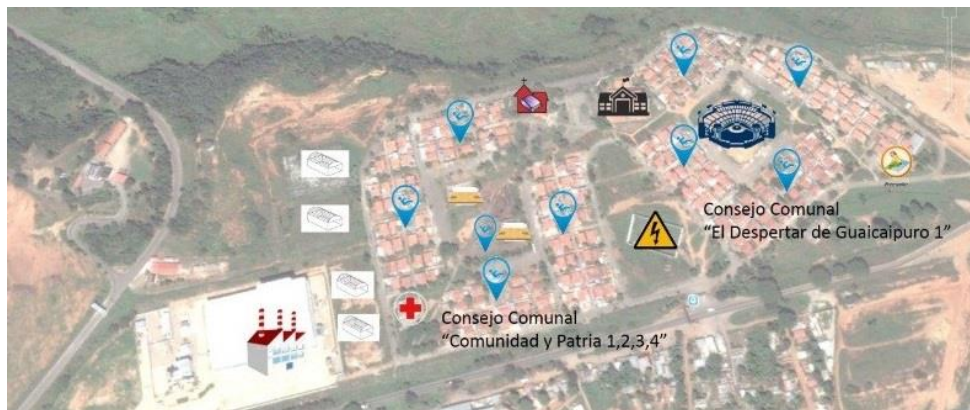 Consejo Comunal
“El Despertar de Guaicaipuro 1”
Consejo Comunal
“Comunidad y Patria 1,2,3,4”